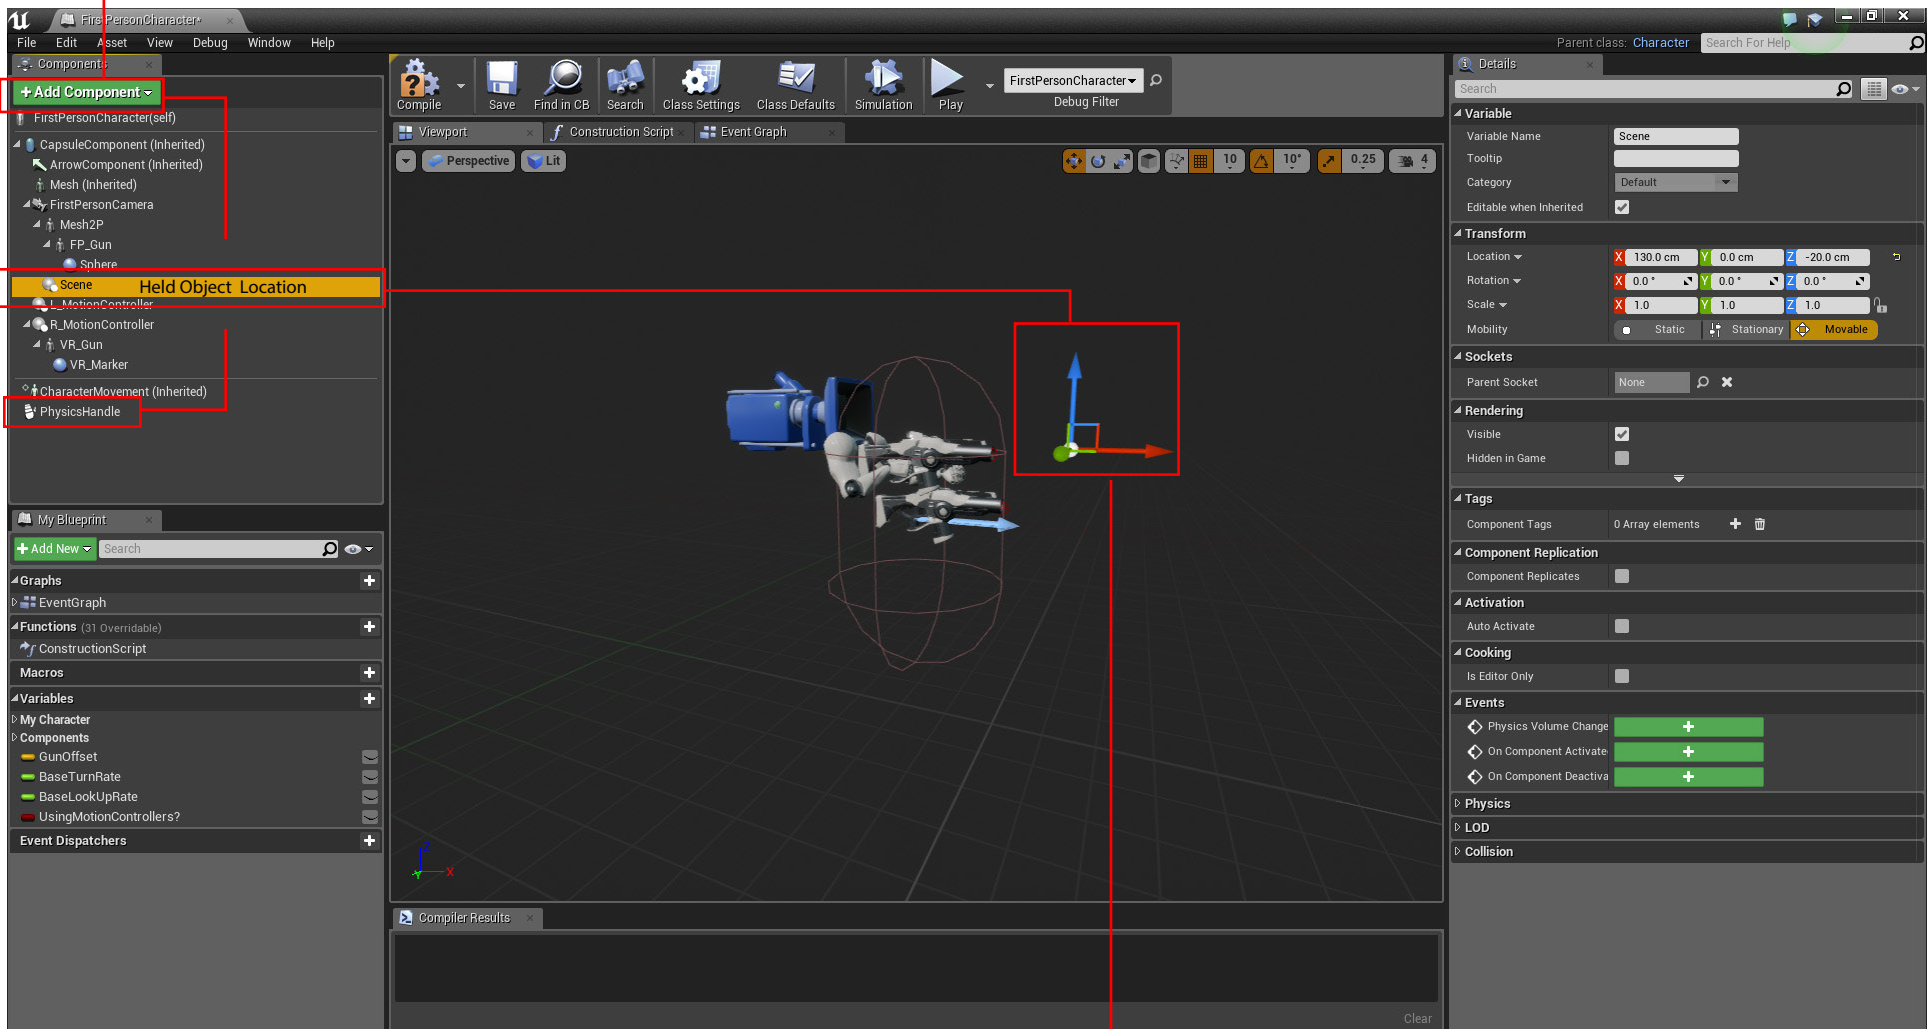 FirstPersonCharacter*
File Edit Asset View Debug Window Help
Parent class: Character Search For Help
Components
+Add Component
FirstPersonCharacter(self)
CapsuleComponent (Inherited)
ArrowComponent (Inherited)
Mesh (Inherited)
FirstPersonCamera
Mesh2P
FP_Gun
Sphere
Scene Held Object Location
L_MotionController
R_MotionController
VR_Gun
VR_Marker
CharacterMovement (Inherited)
PhysicsHandle
My Blueprint
+Add New Search
Graphs
EventGraph
Functions (31 Overridable)
ConstructionScript
Macros
Variables
My Character
Components
GunOffset
BaseTurnRate
BaseLookUpRate
UsingMotionControllers?
Event Dispatchers
Compile Save Find in CB Search Class Settings Class Defaults Simulation Play
FirstPersonCharacter
Debug Filter
Viewport Construction Script Event Graph
Perspective Lit 10 10° 0.25 4
Z
Y X
Compiler Results
Clear
Details
Search
Variable
Variable Name Scene
Tooltip
Category Default
Editable when Inherited
Transform
Location X 130.0 cm Y 0.0 cm Z -20.0 cm
Rotation X 0.0 ° Y 0.0 ° Z 0.0 °
Scale X 1.0 Y 1.0 Z 1.0
Mobility Static Stationary Movable
Sockets
Parent Socket None
Rendering
Visible
Hidden in Game
Tags
Component Tags 0 Array elements
Component Replication
Component Replicates
Activation
Auto Activate
Cooking
Is Editor Only
Events
Physics Volume Change
On Component Activate
On Component Deactiva
Physics
LOD
Collision